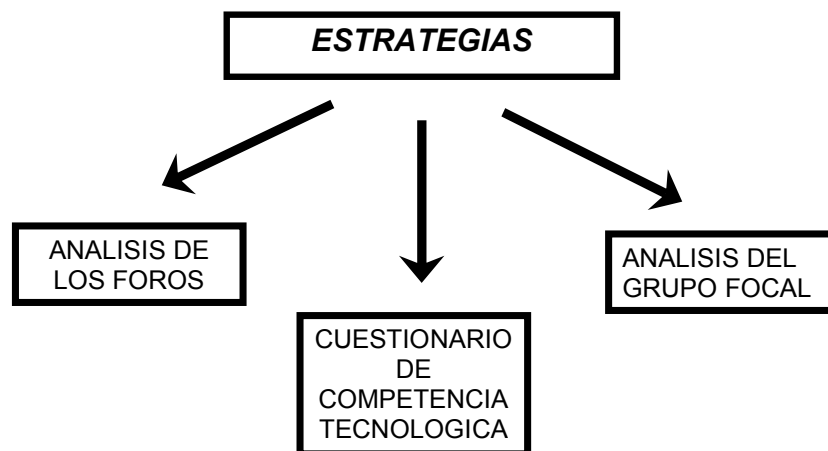 ESTRATEGIAS
ANALISIS DE
LOS FOROS
CUESTIONARIO
DE
COMPETENCIA
TECNOLOGICA
ANALISIS DEL
GRUPO FOCAL